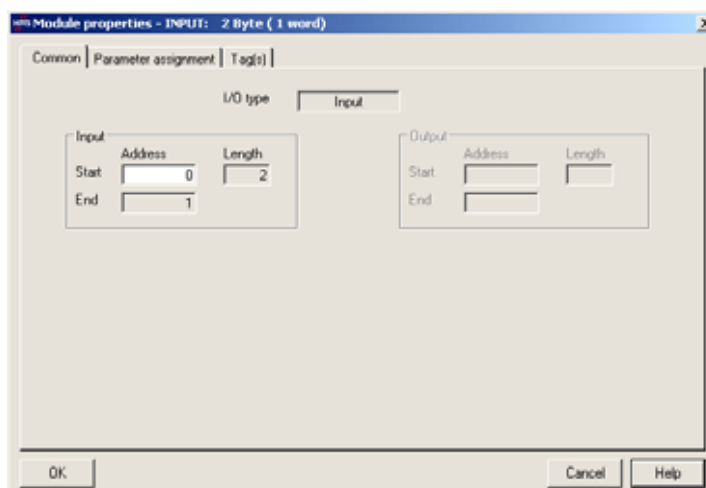 Module properties - INPUT: 2 Byte ( 1 word)
Common Parameter assignment Tag(s)
I/O type Input
Input Output
Address Length Address Length
Start 0 2 Start
End 1 End
OK Cancel Help